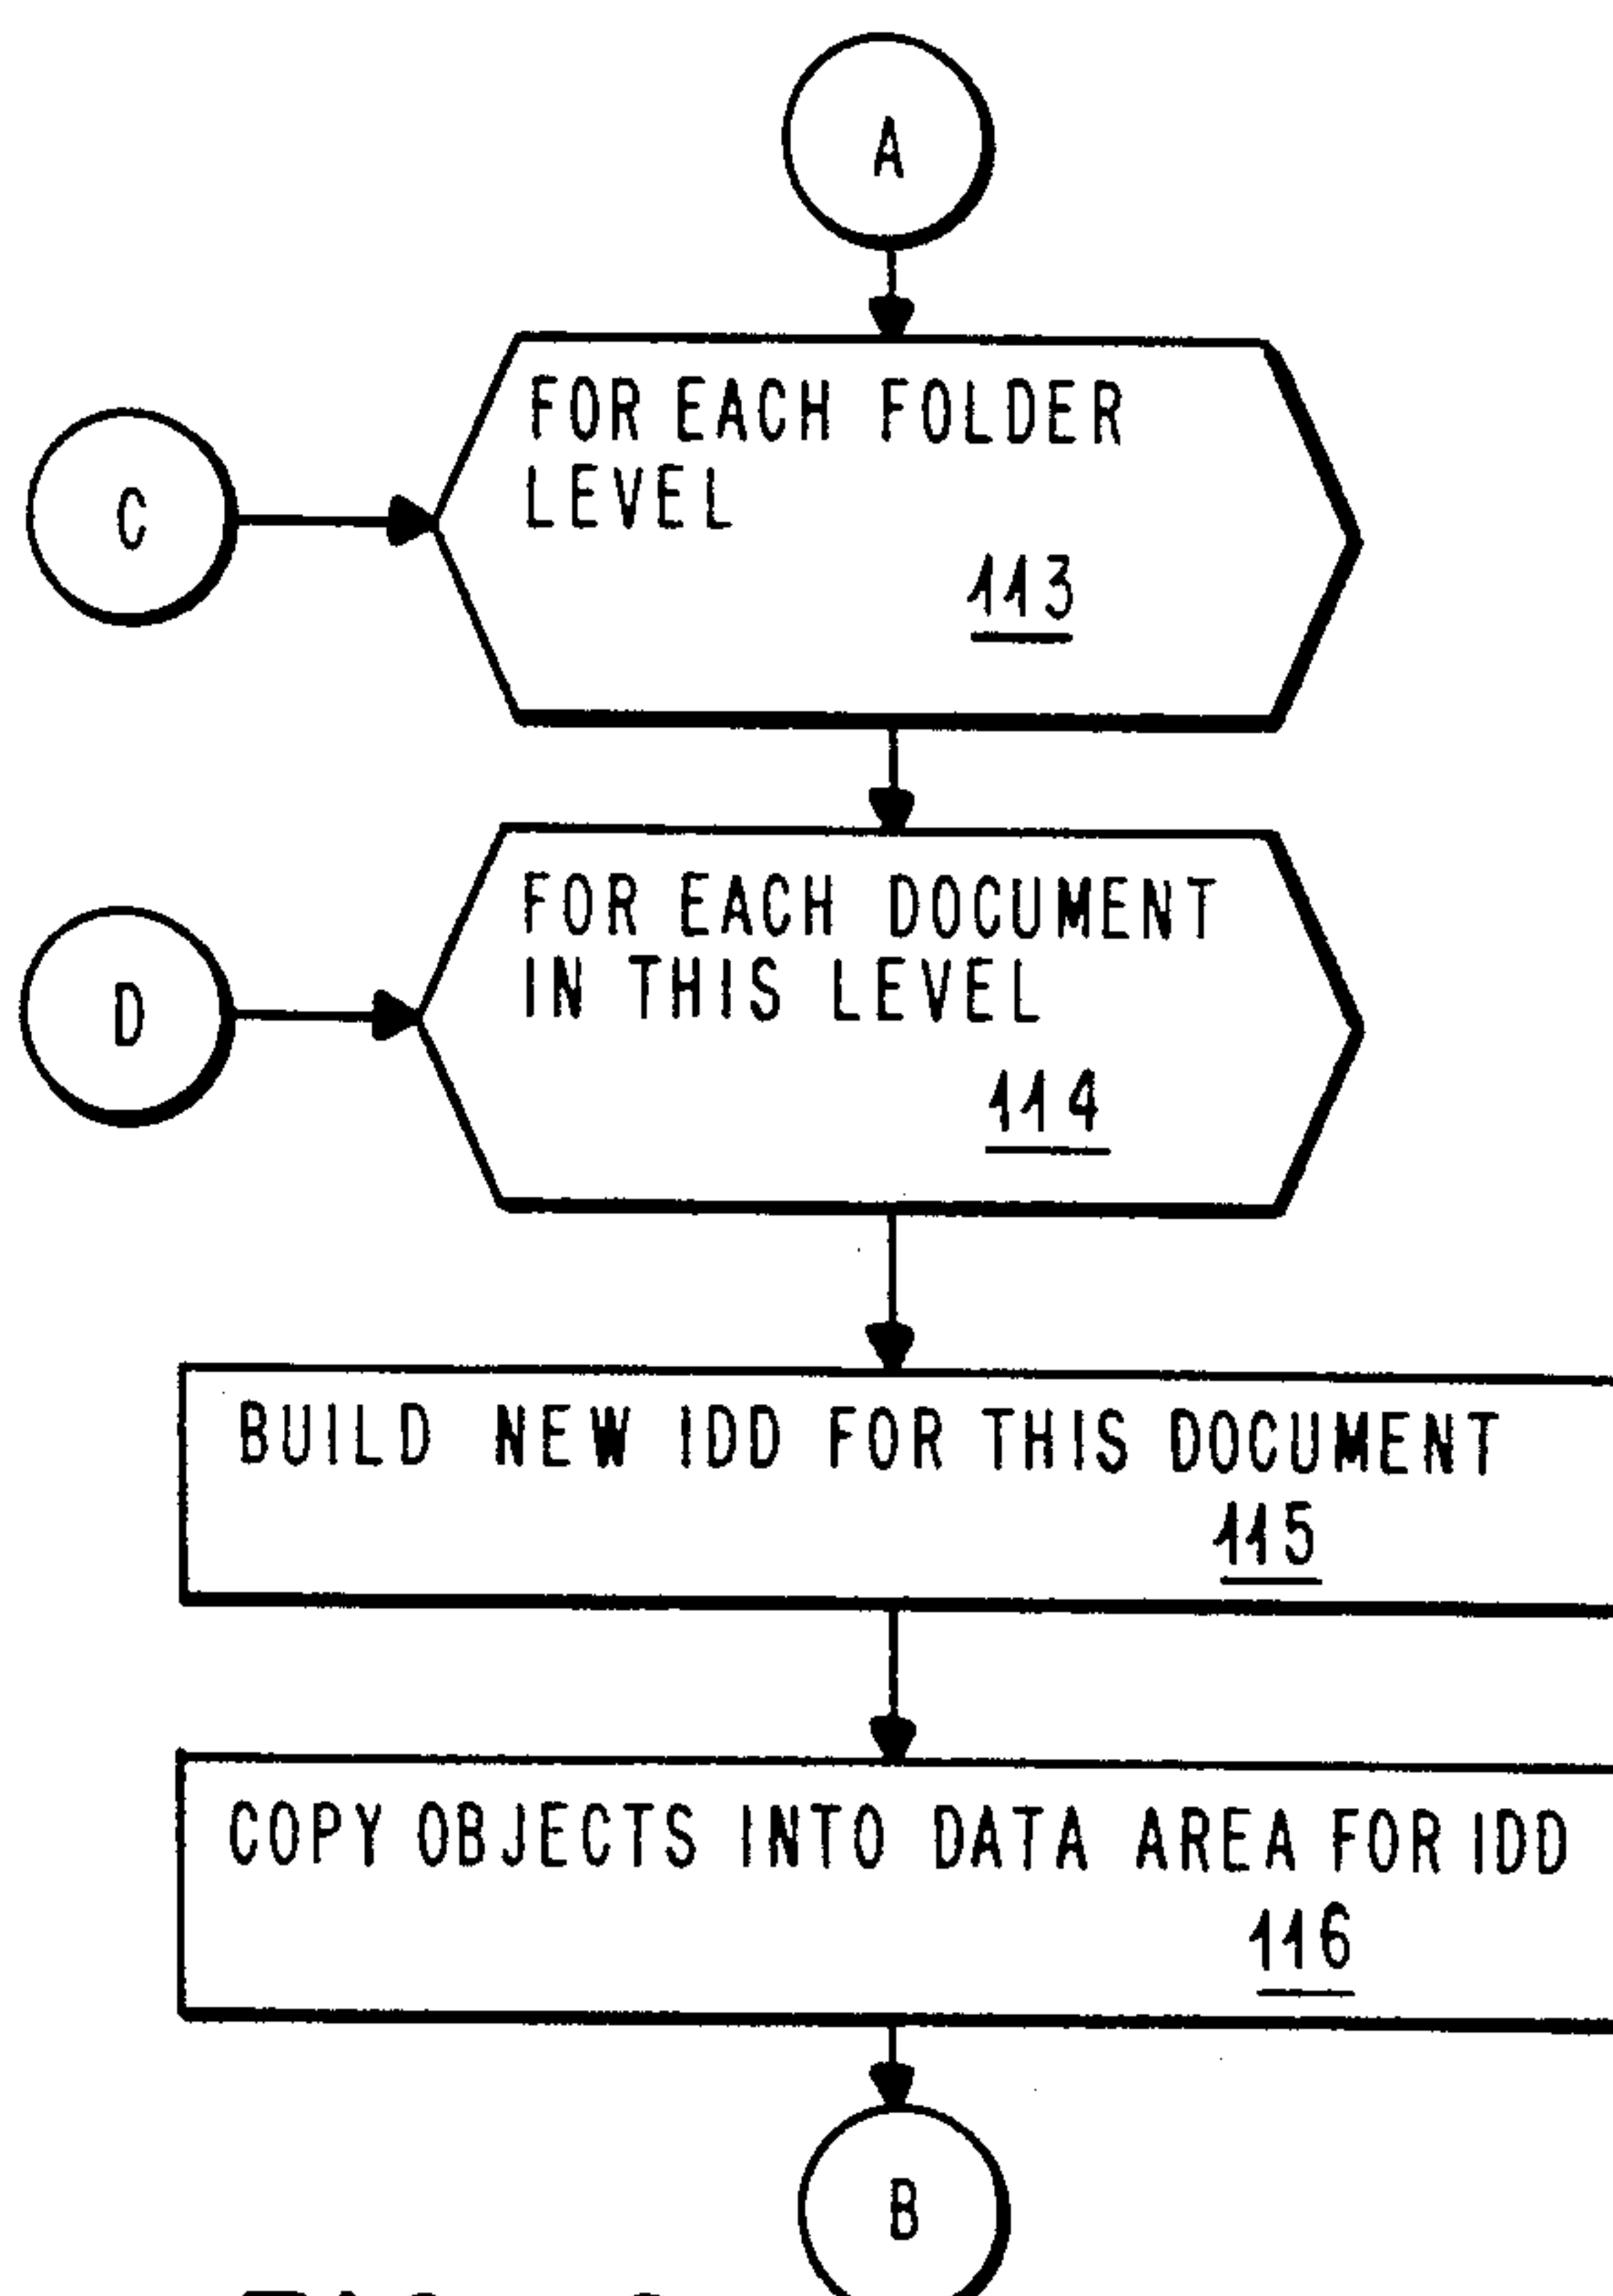 A
FOR EACH FOLDER
LEVEL
113
C
FOR EACH DOCUMENT
IN THIS LEVEL
114
D
BUILD NEW IDD FOR THIS DOCUMENT
115
COPY OBJECTS INTO DATA AREA FOR IDD
116
B